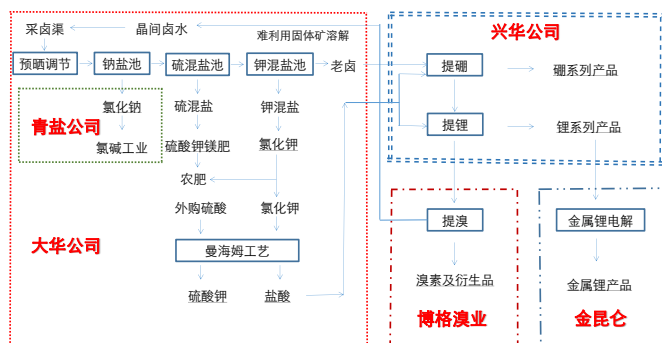 采卤渠
晶间卤水
难利用固体矿溶解
兴华公司
预晒调节
钠盐池
硫混盐池
钾混盐池
老卤
提硼
硼系列产品
氯化钠
硫混盐
钾混盐
青盐公司
提锂
锂系列产品
氯碱工业
硫酸钾镁肥
氯化钾
农肥
外购硫酸
氯化钾
提溴
金属锂电解
大华公司
曼海姆工艺
溴素及衍生品
金属锂产品
硫酸钾
盐酸
博格溴业
金昆仑